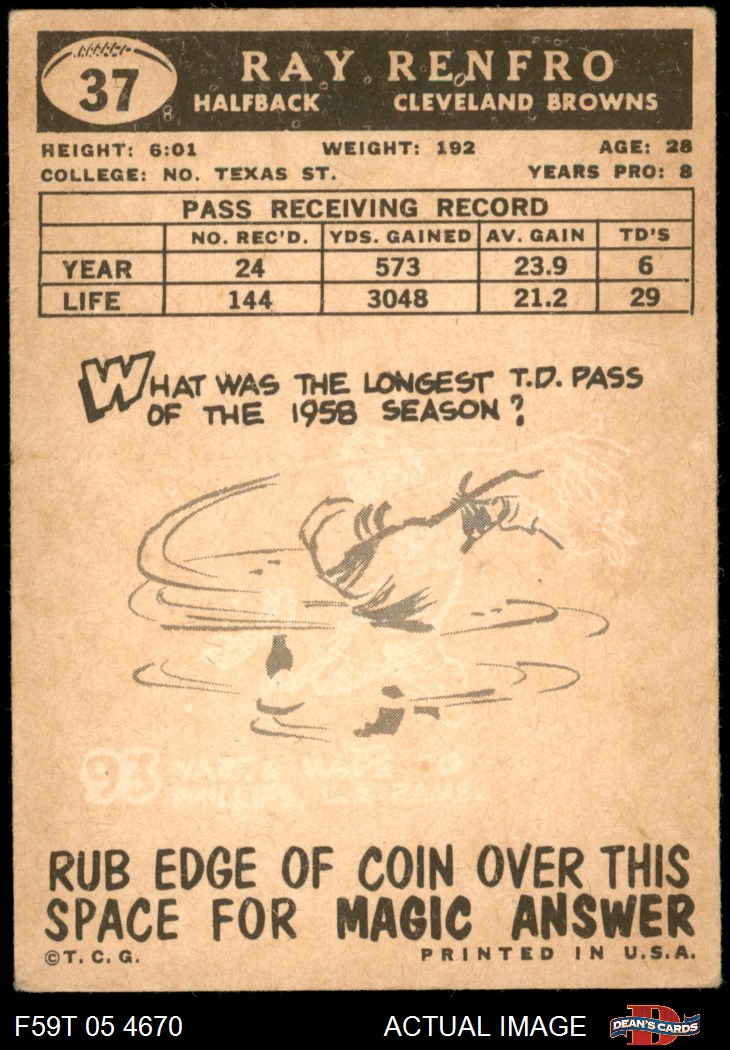 37
RAY RENFRO
HALFBACK CLEVELAND BROWNS
HEIGHT: 6:01 WEIGHT: 192 AGE: 28
COLLEGE: NO. TEXAS ST. YEARS PRO: 8
PASS RECEIVING RECORD
NO. REC'D. YDS. GAINED AV. GAIN TD'S
YEAR 24 573 23.9 6
LIFE 144 3048 21.2 29
WHAT WAS THE LONGEST T.D. PASS
OF THE 1958 SEASON?
93
RUB EDGE OF COIN OVER THIS
SPACE FOR MAGIC ANSWER
©T.C.G. PRINTED IN U.S.A.
F59T 05 4670 ACTUAL IMAGE D DEAN'S CARDS